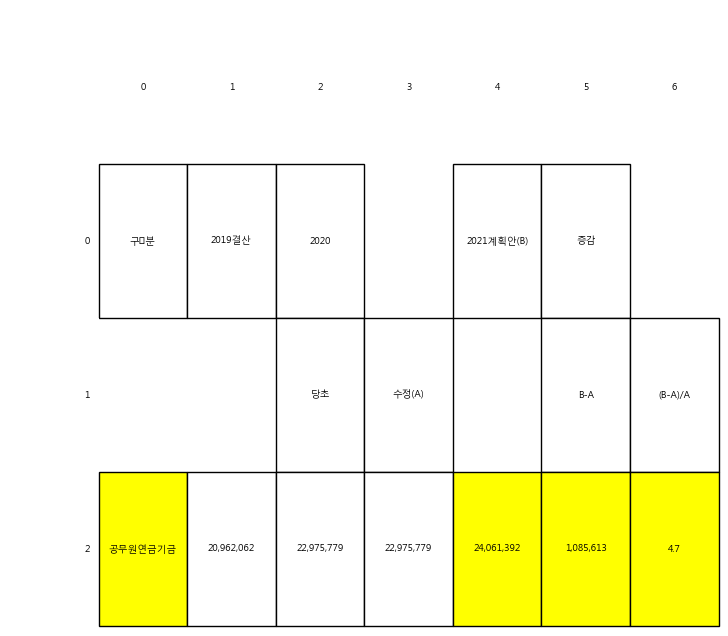 0 1 2 3 4 5 6
0 구□분 2019결산 2020 2021계획안(B) 증감
1 당초 수정(A) B-A (B-A)/A
2 공무원연금기금 20,962,062 22,975,779 22,975,779 24,061,392 1,085,613 4.7